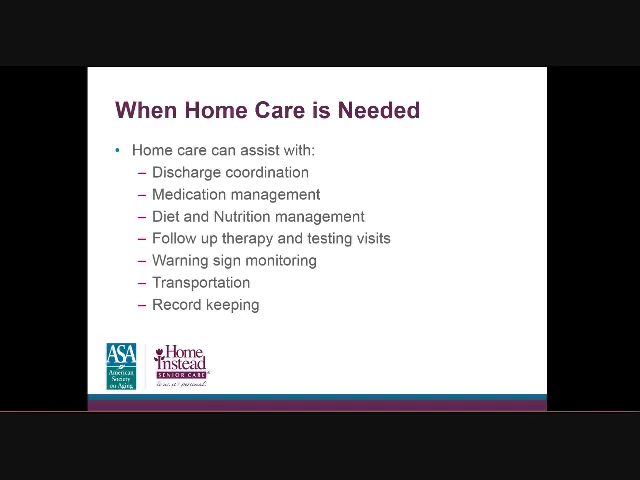 When Home Care is Needed
• Home care can assist with:
– Discharge coordination
– Medication management
– Diet and Nutrition management
– Follow up therapy and testing visits
– Warning sign monitoring
– Transportation
– Record keeping
ASA
American
Society
on Aging
Home
Instead
SENIOR CARE
to us, it's personal.